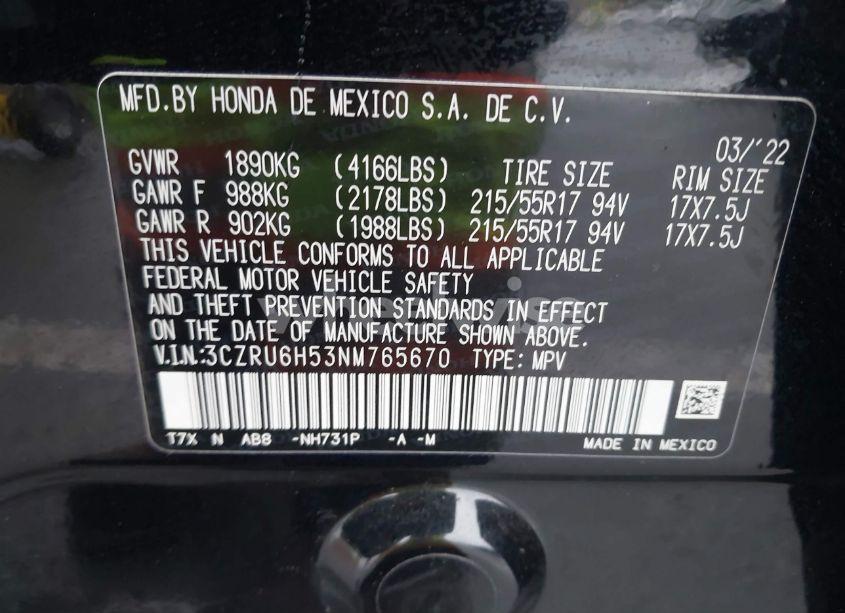 MFD.BY HONDA DE MEXICO S.A. DE C.V.
03/'22
GVWR 1890KG (4166LBS) TIRE SIZE RIM SIZE
GAWR F 988KG (2178LBS) 215/55R17 94V 17X7.5J
GAWR R 902KG (1988LBS) 215/55R17 94V 17X7.5J
THIS VEHICLE CONFORMS TO ALL APPLICABLE
FEDERAL MOTOR VEHICLE SAFETY
AND THEFT PREVENTION STANDARDS IN EFFECT
ON THE DATE OF MANUFACTURE SHOWN ABOVE.
V.I.N:3CZRU6H53NM765670 TYPE: MPV
T7X N AB8 -NH731P -A -M
MADE IN MEXICO